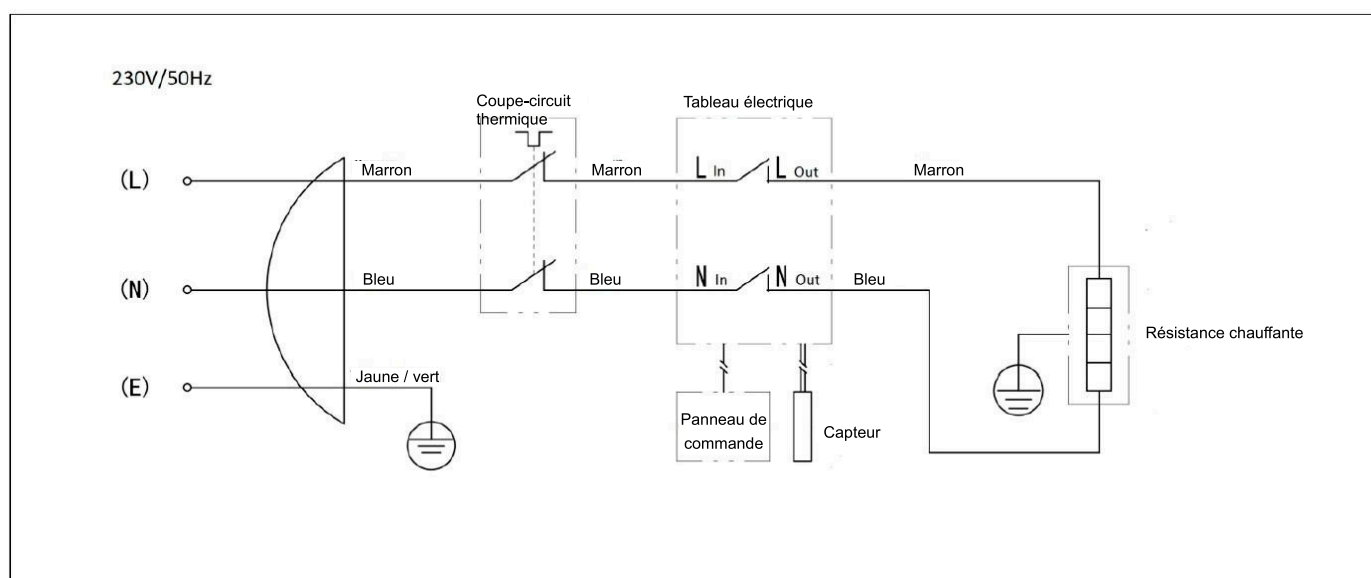 230V/50Hz
Coupe-circuit
thermique
Tableau électrique
(L)
Marron
Marron
L In
L Out
Marron
(N)
Bleu
Bleu
N In
N Out
Bleu
Résistance chauffante
(E)
Jaune / vert
Panneau de
commande
Capteur